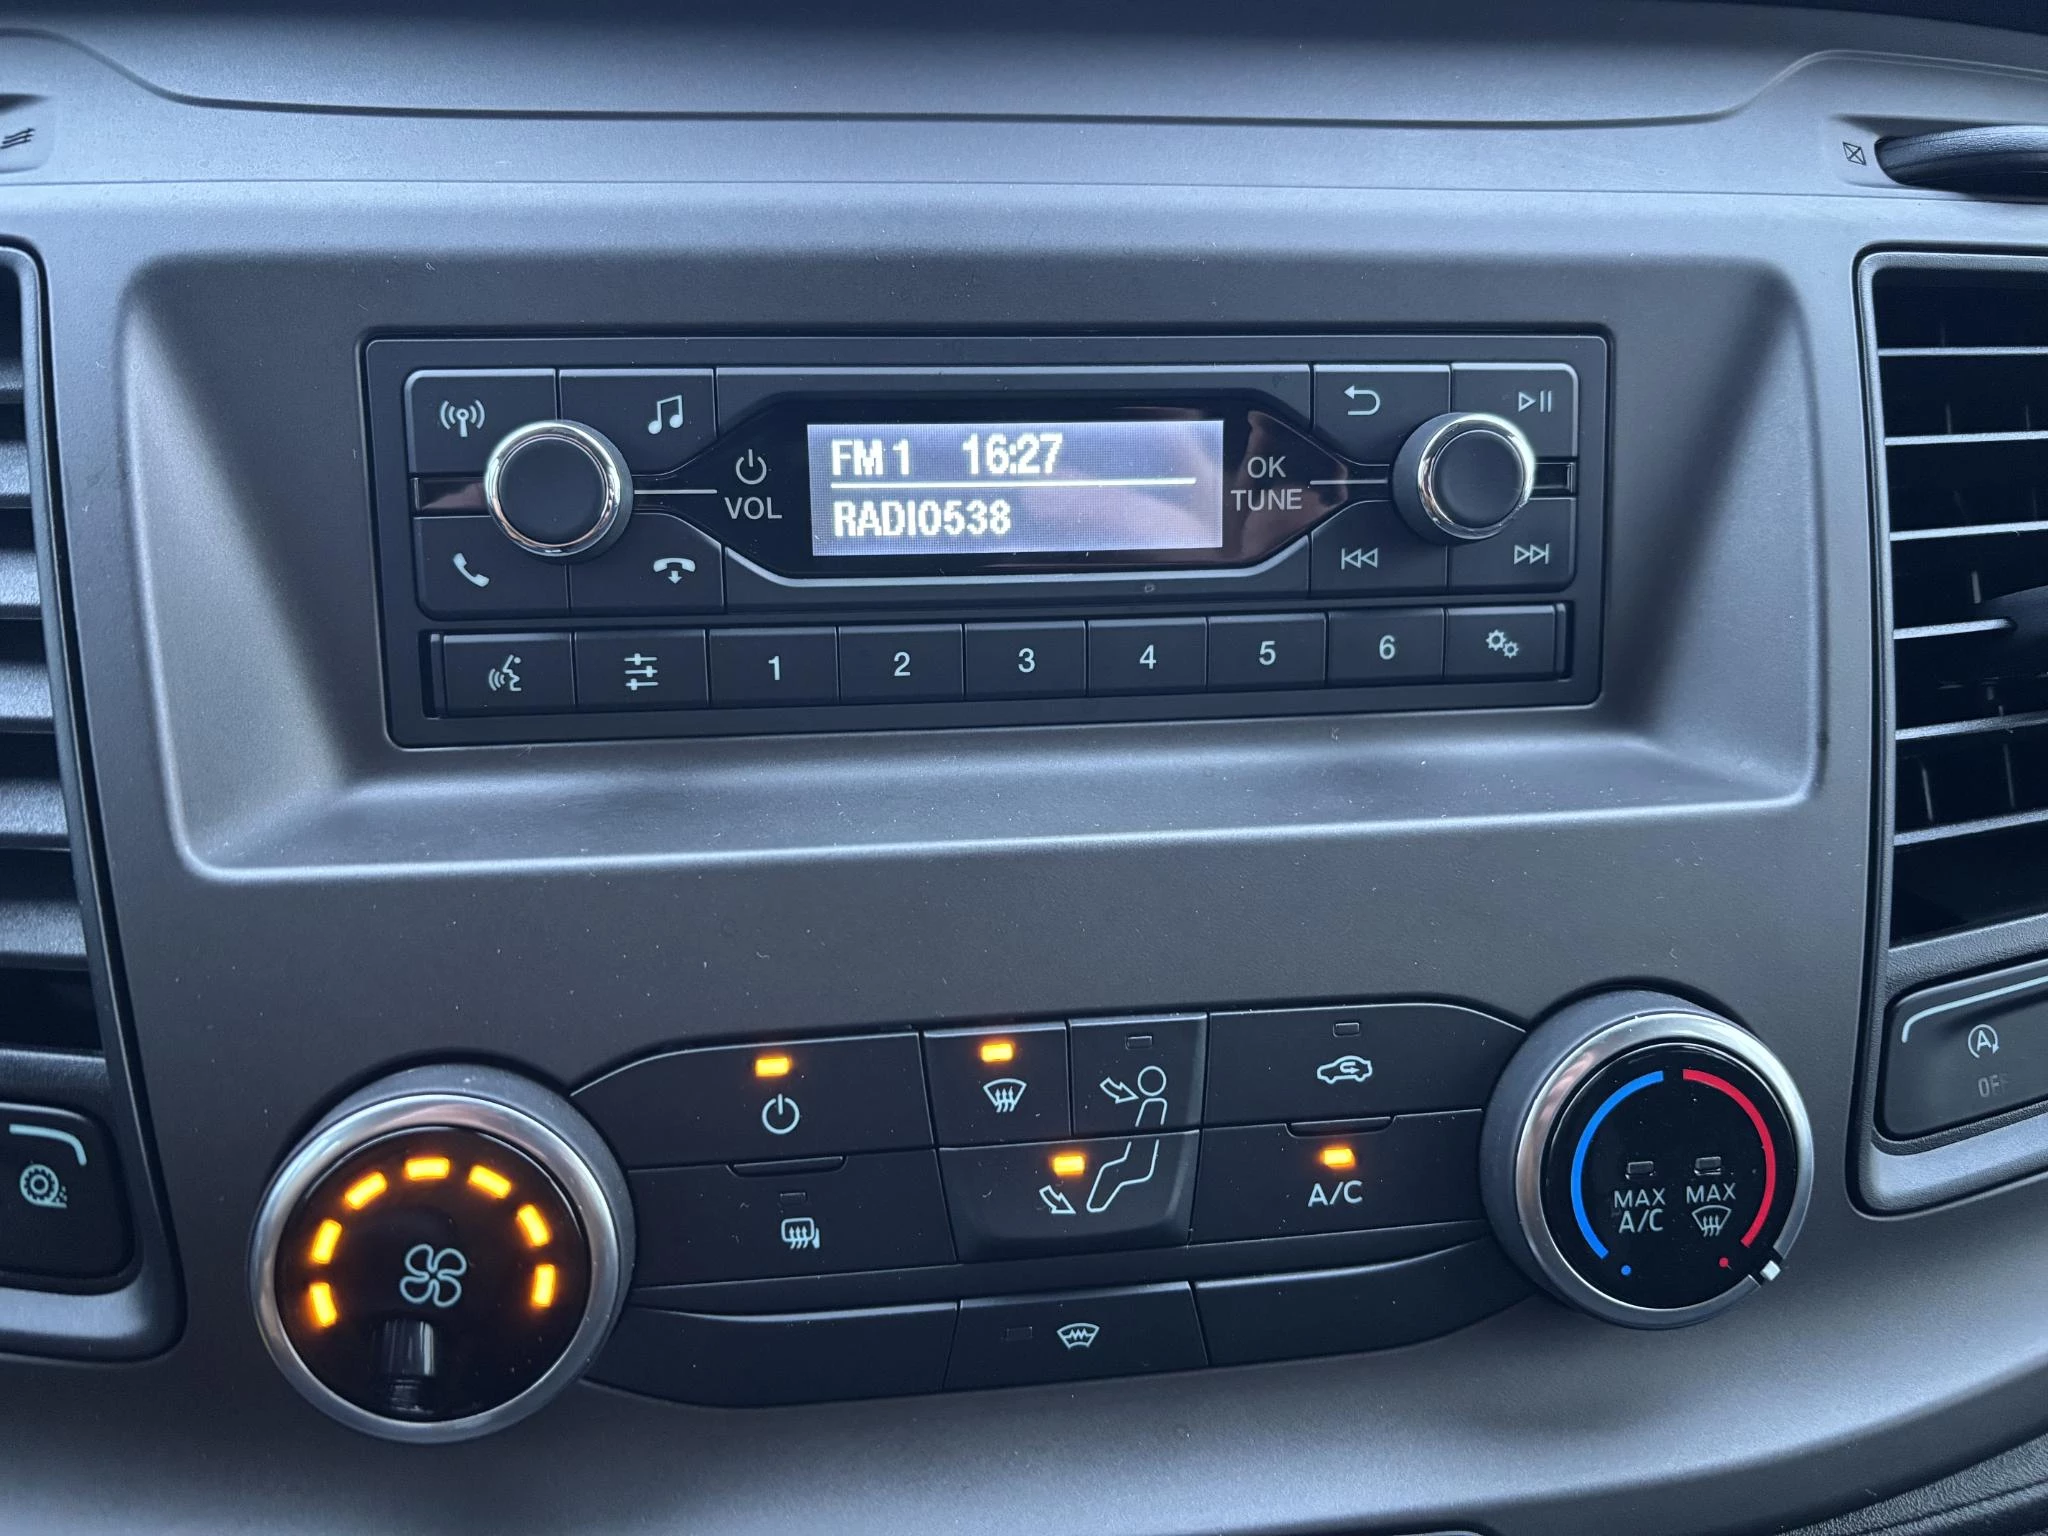 FM 1 16:27
RADIO538
VOL
OK
TUNE
1 2 3 4 5 6
A/C
MAX A/C
MAX
A
OFF